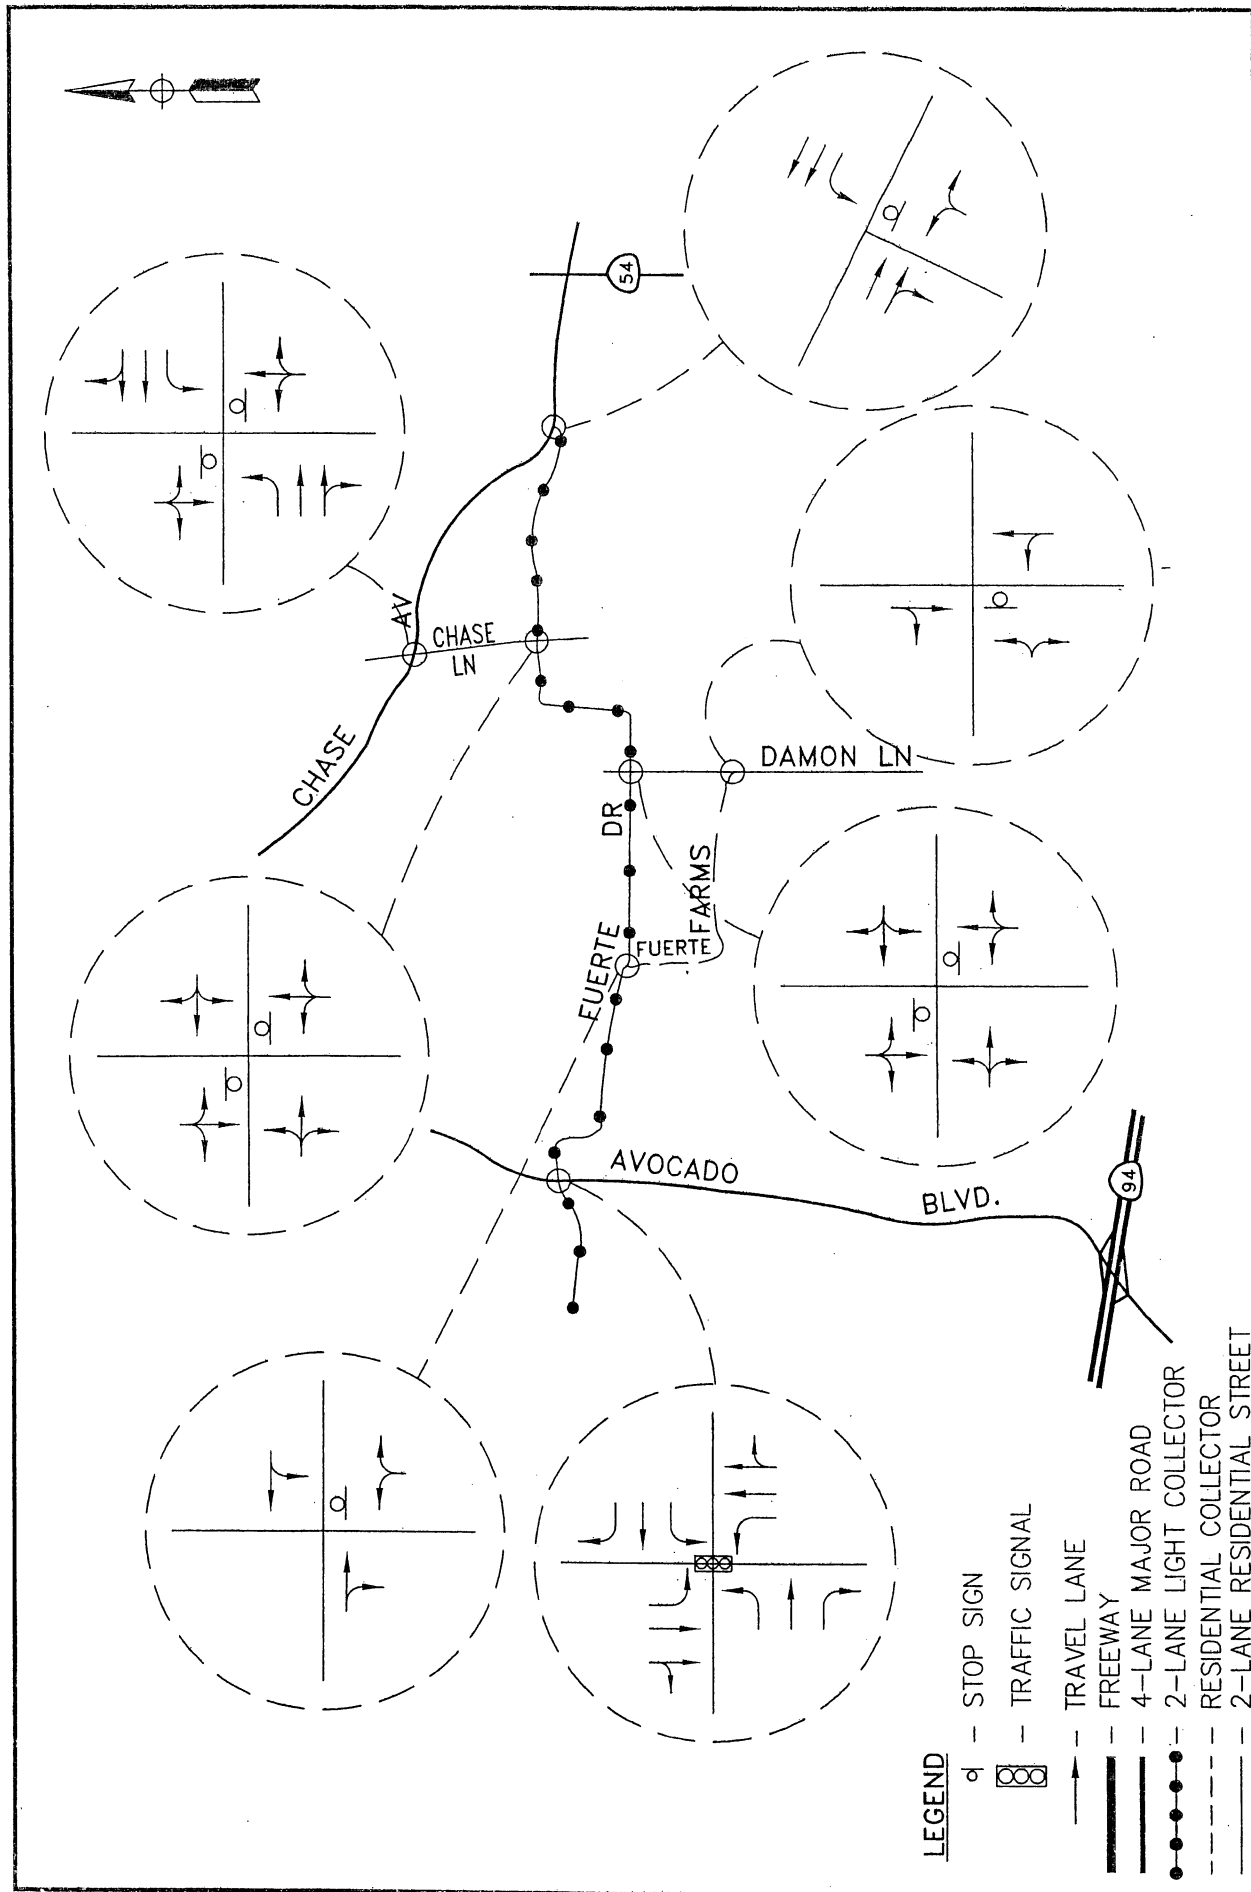 54
CHASE AV
CHASE
LN
DAMON LN
FUERTE DR
FUERTE
FARMS
AVOCADO BLVD.
94
LEGEND
– STOP SIGN
– TRAFFIC SIGNAL
– TRAVEL LANE
– FREEWAY
– 4–LANE MAJOR ROAD
– 2–LANE LIGHT COLLECTOR
– RESIDENTIAL COLLECTOR
– 2–LANE RESIDENTIAL STREET